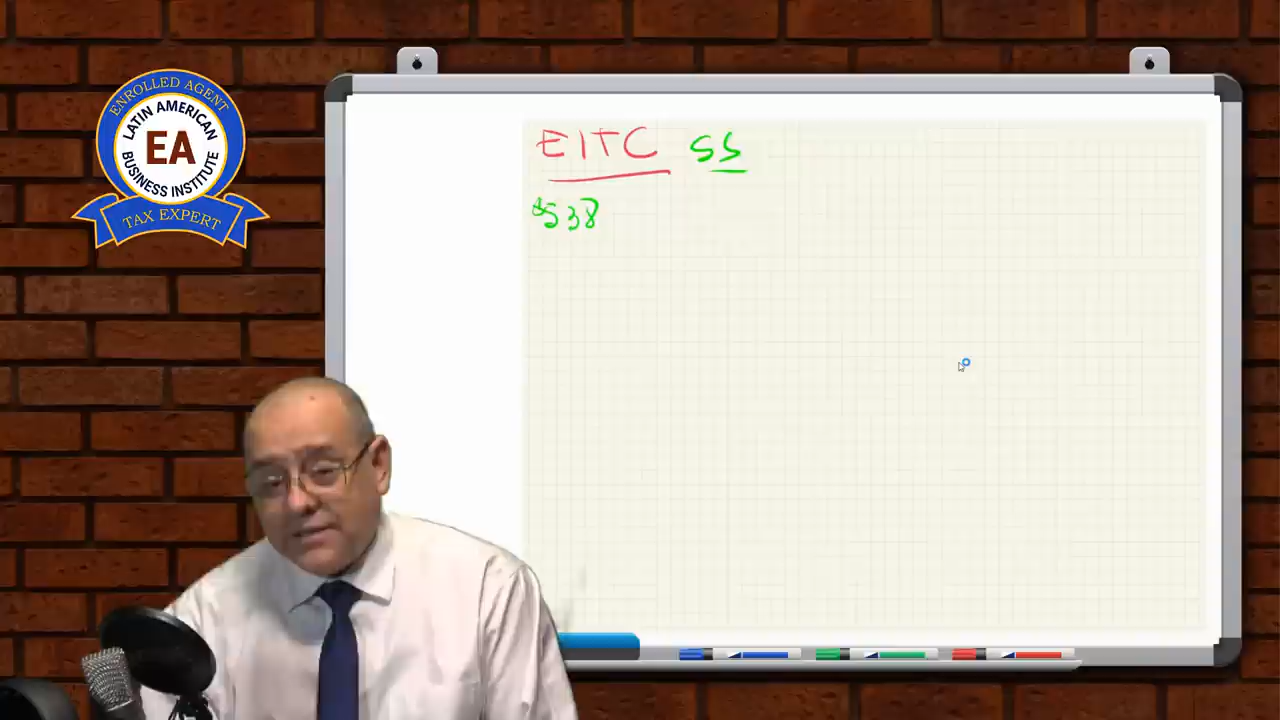 ENROLLED AGENT
LATIN AMERICAN
EA
BUSINESS INSTITUTE
TAX EXPERT
EITC SS
$538